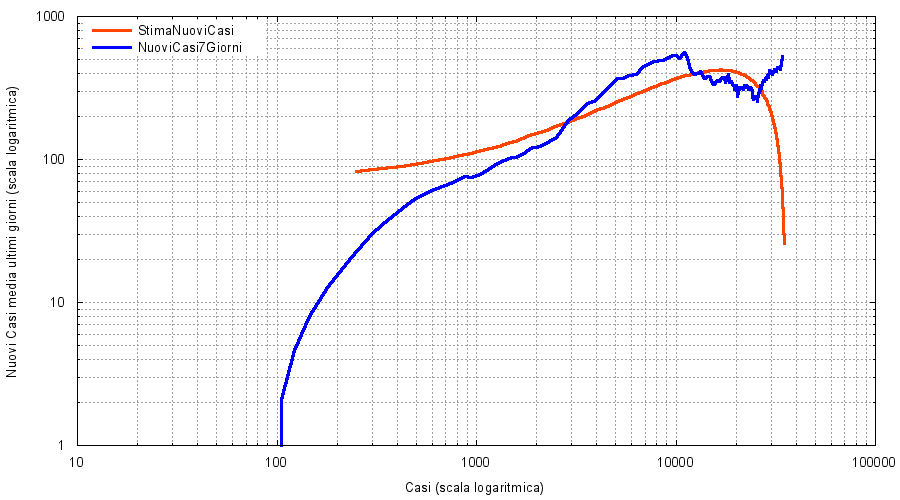 1000
100
10
1
10
100
1000
10000
100000
StimaNuoviCasi
NuoviCasi7Giorni
Nuovi Casi media ultimi giorni (scala logaritmica)
Casi (scala logaritmica)